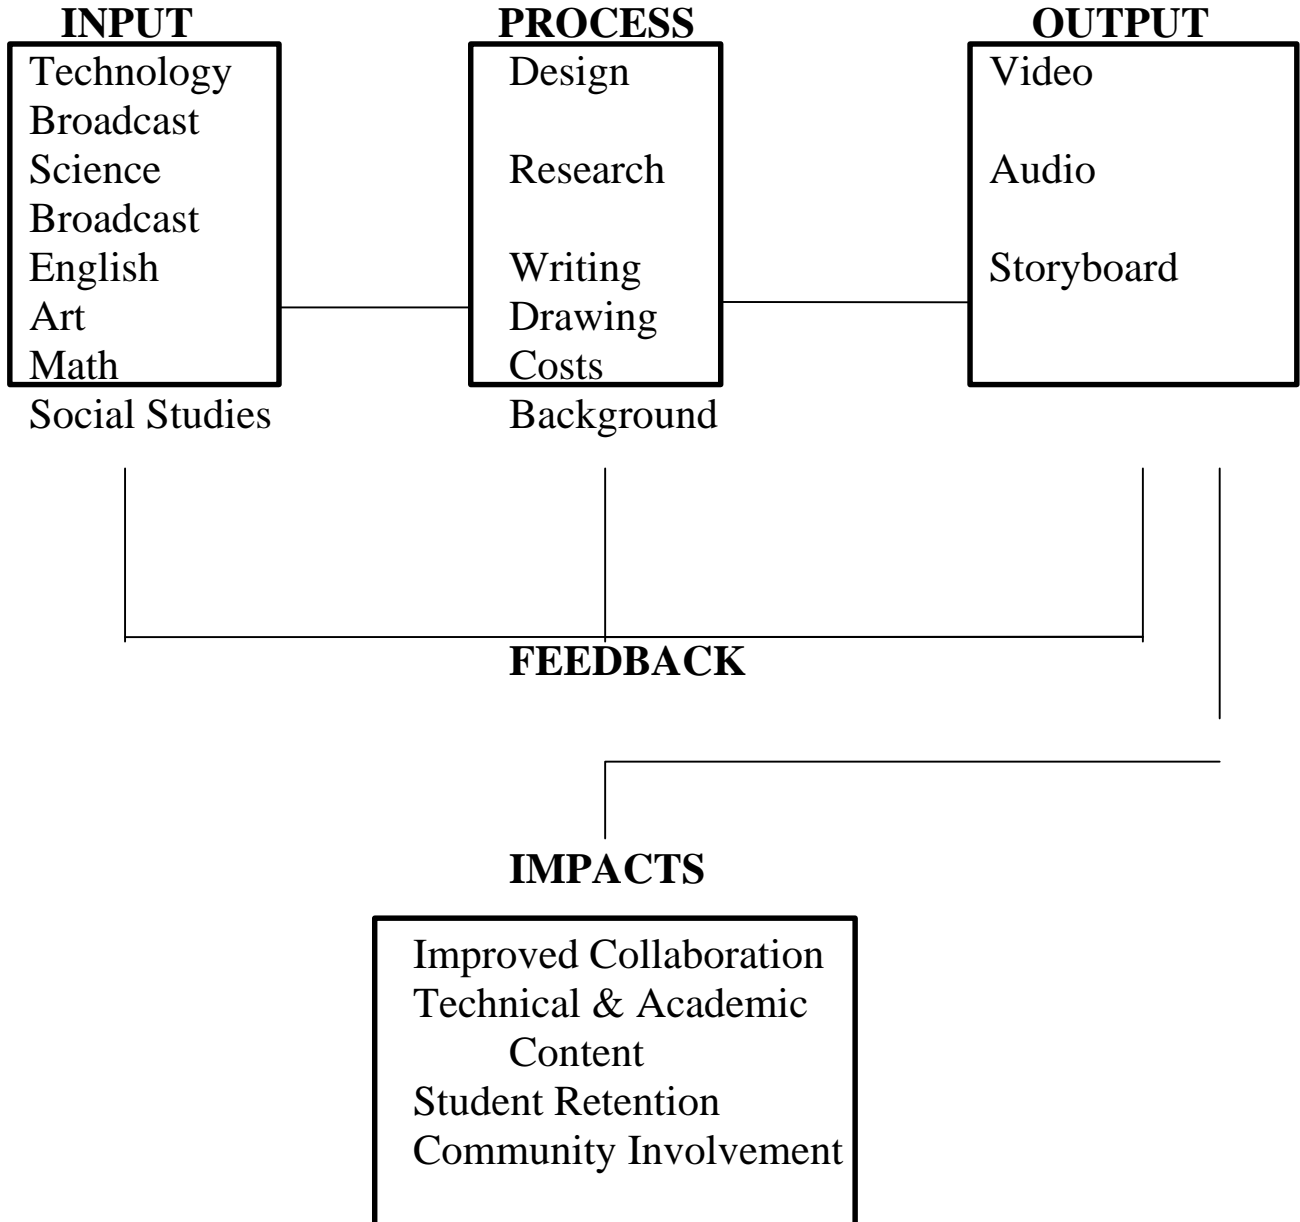 INPUT PROCESS OUTPUT
Technology Design Video
Broadcast
Science Research Audio
Broadcast
English Writing Storyboard
Art Drawing
Math Costs
Social Studies Background
FEEDBACK
IMPACTS
Improved Collaboration
Technical & Academic
Content
Student Retention
Community Involvement